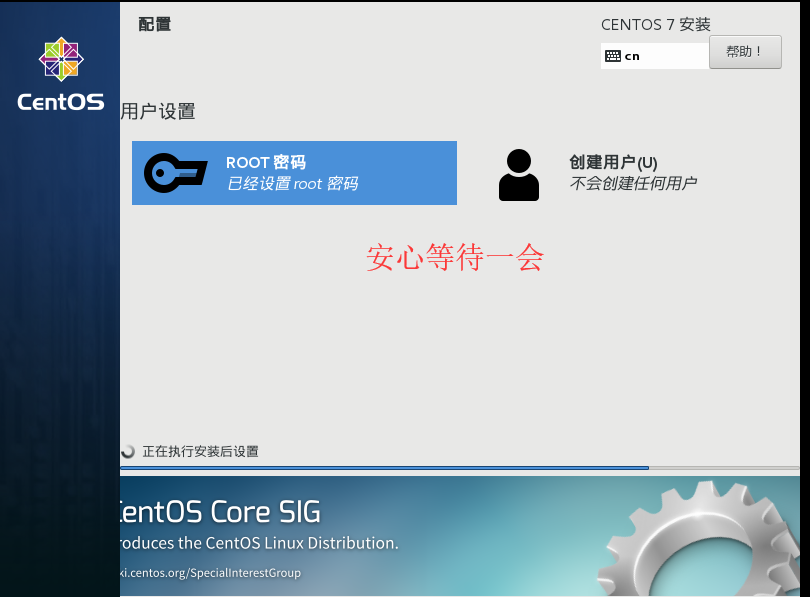 配置
CENTOS 7 安装
cn
帮助！
CentOS
用户设置
ROOT 密码
已经设置 root 密码
创建用户(U)
不会创建任何用户
安心等待一会
正在执行安装后设置
entOS Core SIG
roduces the CentOS Linux Distribution.
ki.centos.org/SpecialInterestGroup